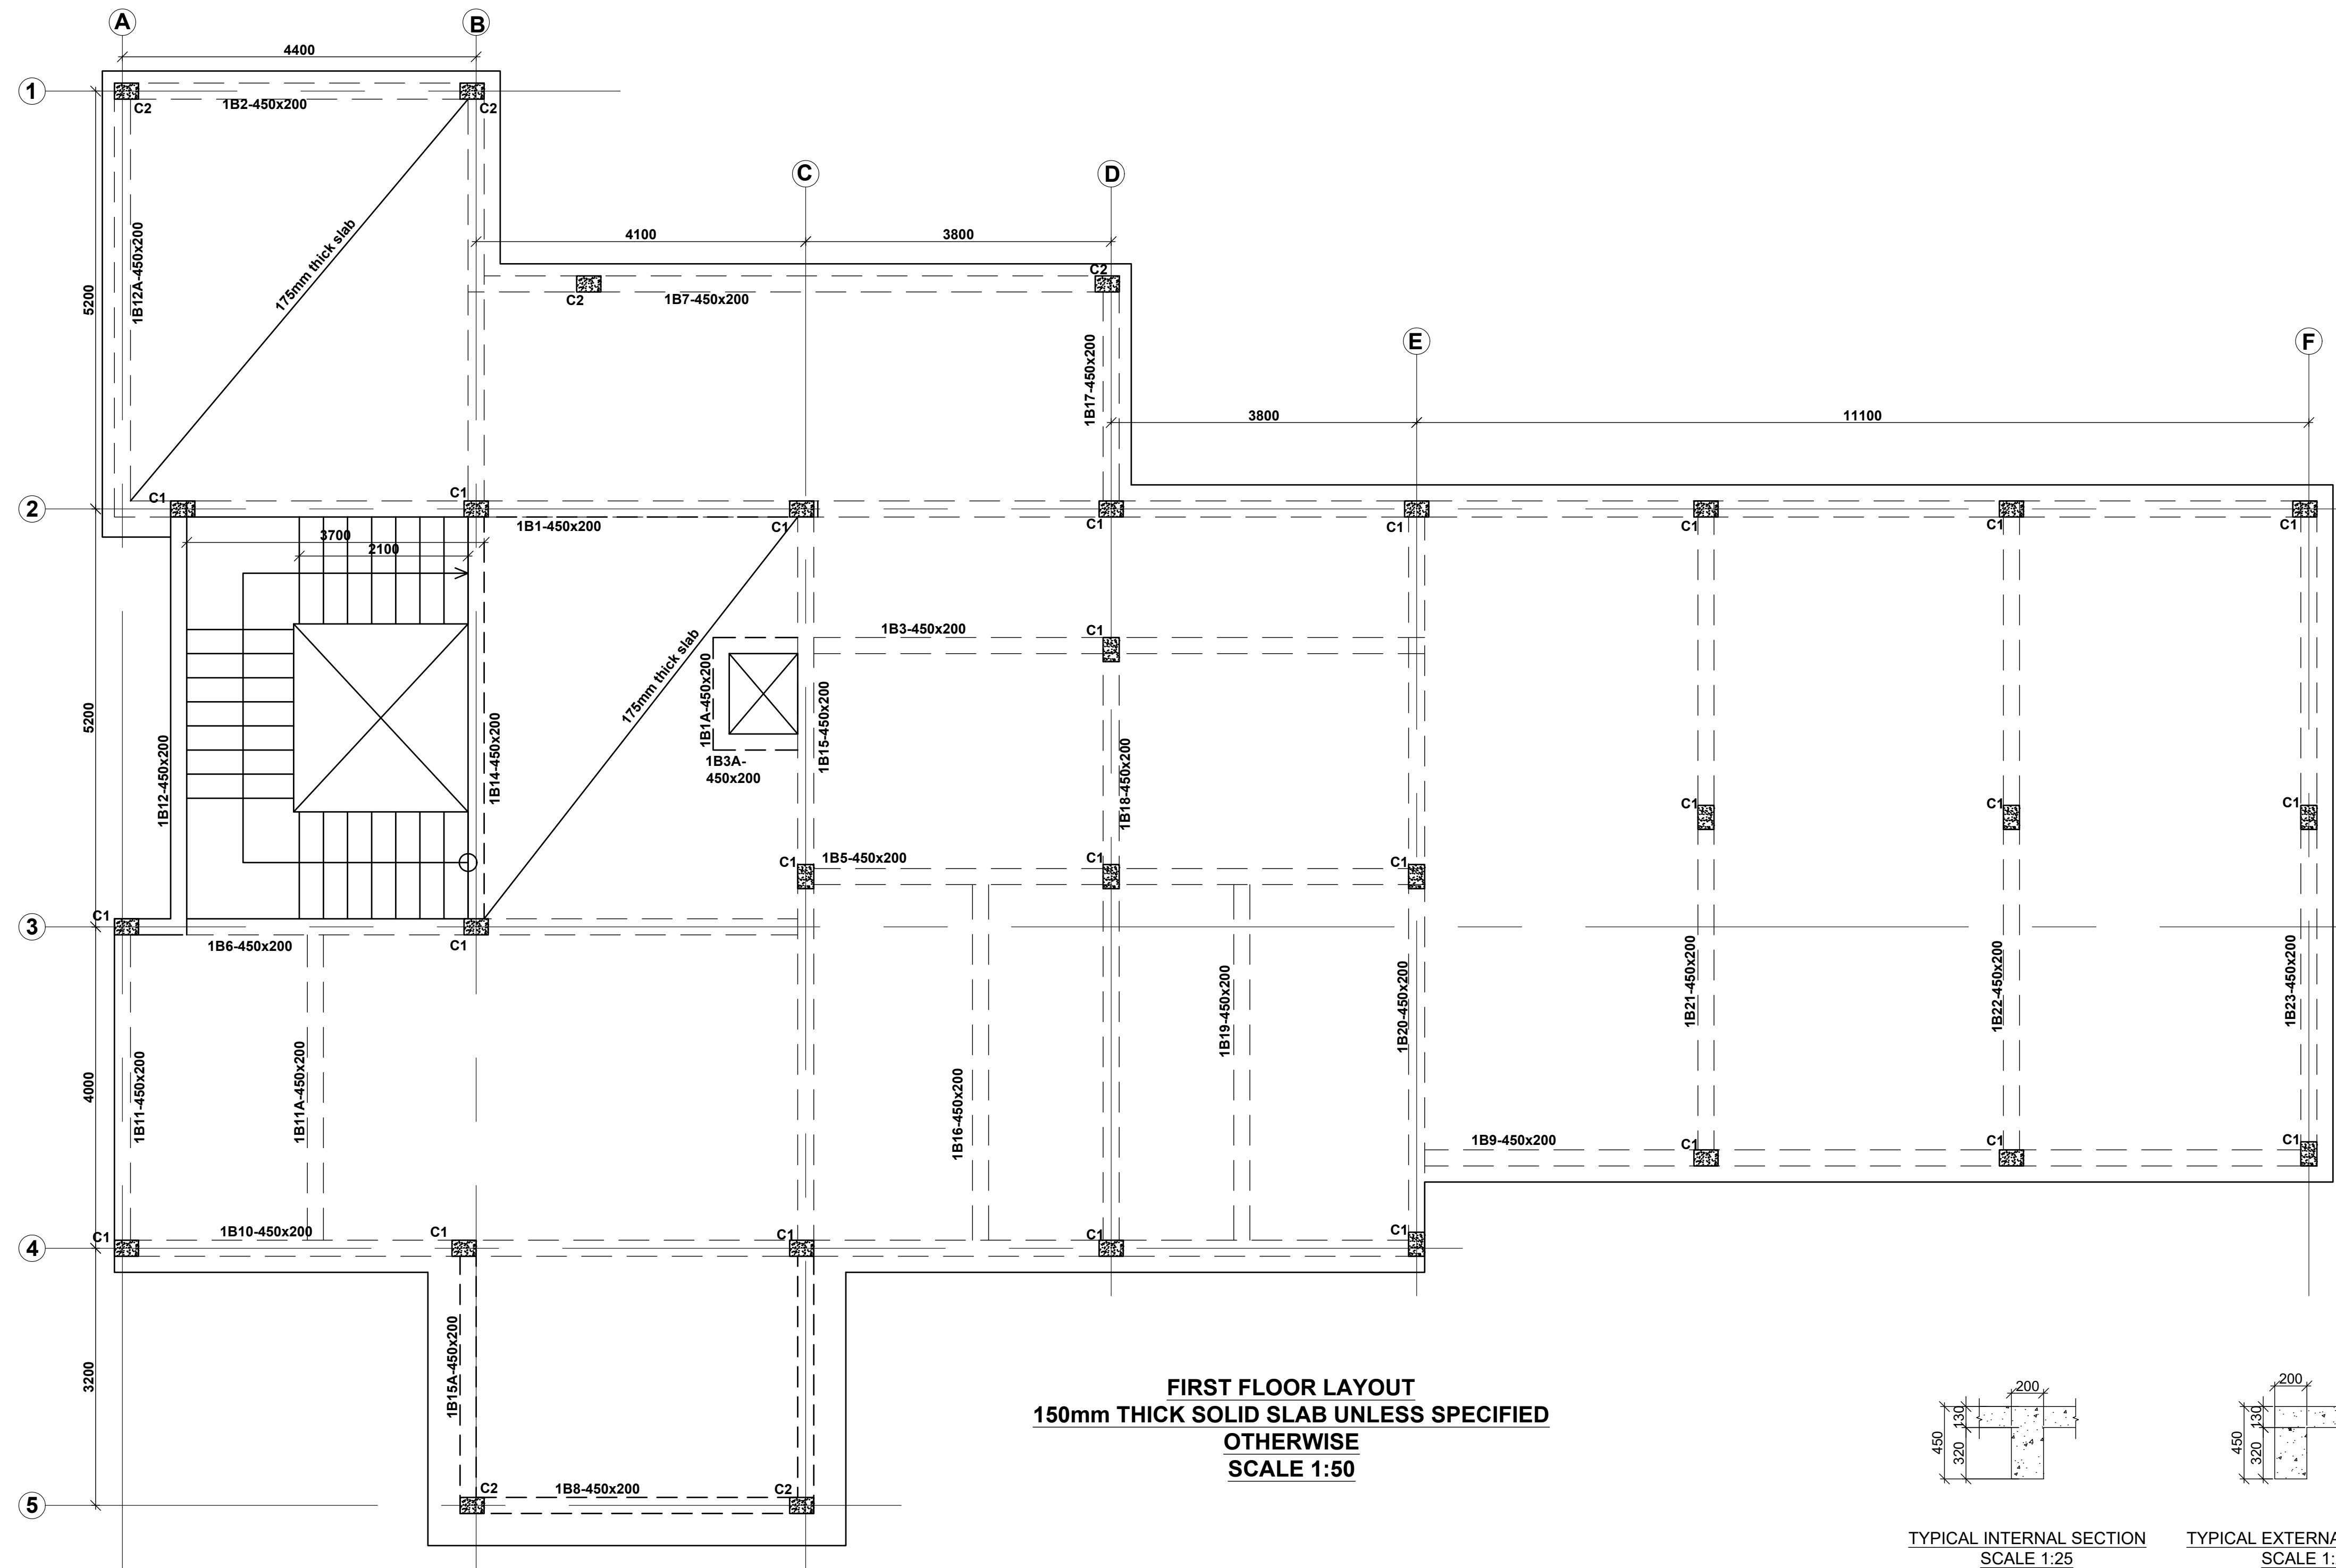 A
B
4400
1
C2
1B2-450x200
C2
C
D
4100
3800
1B12A-450x200
175mm thick slab
5200
C2
C2
1B7-450x200
1B17-450x200
E
F
3800
11100
2
C1
C1
1B1-450x200
C1
C1
C1
C1
C1
C1
3700
2100
1B3-450x200
C1
175mm thick slab
1B1A-450x200
1B15-450x200
5200
1B12-450x200
1B14-450x200
1B3A-
450x200
1B18-450x200
C1
C1
C1
C1
1B5-450x200
C1
C1
3
C1
1B6-450x200
C1
1B21-450x200
1B22-450x200
1B23-450x200
1B19-450x200
1B20-450x200
4000
1B11-450x200
1B11A-450x200
1B16-450x200
1B9-450x200
C1
C1
C1
4
C1
1B10-450x200
C1
C1
C1
C1
3200
1B15A-450x200
FIRST FLOOR LAYOUT
150mm THICK SOLID SLAB UNLESS SPECIFIED
OTHERWISE
SCALE 1:50
5
C2
1B8-450x200
C2
200
130
450
320
200
130
450
320
TYPICAL INTERNAL SECTION
SCALE 1:25
TYPICAL EXTERNA
SCALE 1: